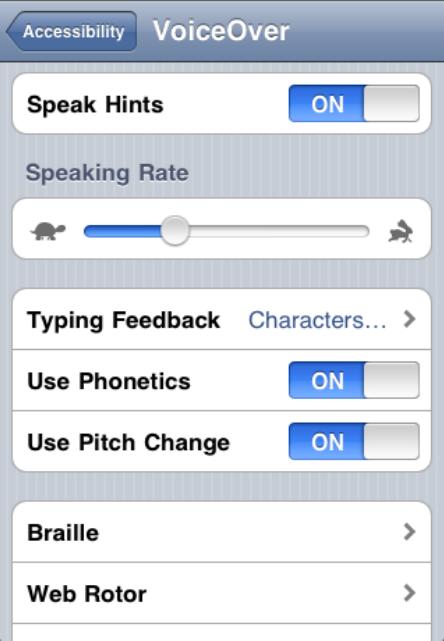 Accessibility VoiceOver
Speak Hints ON
Speaking Rate
Typing Feedback Characters...
Use Phonetics ON
Use Pitch Change ON
Braille
Web Rotor